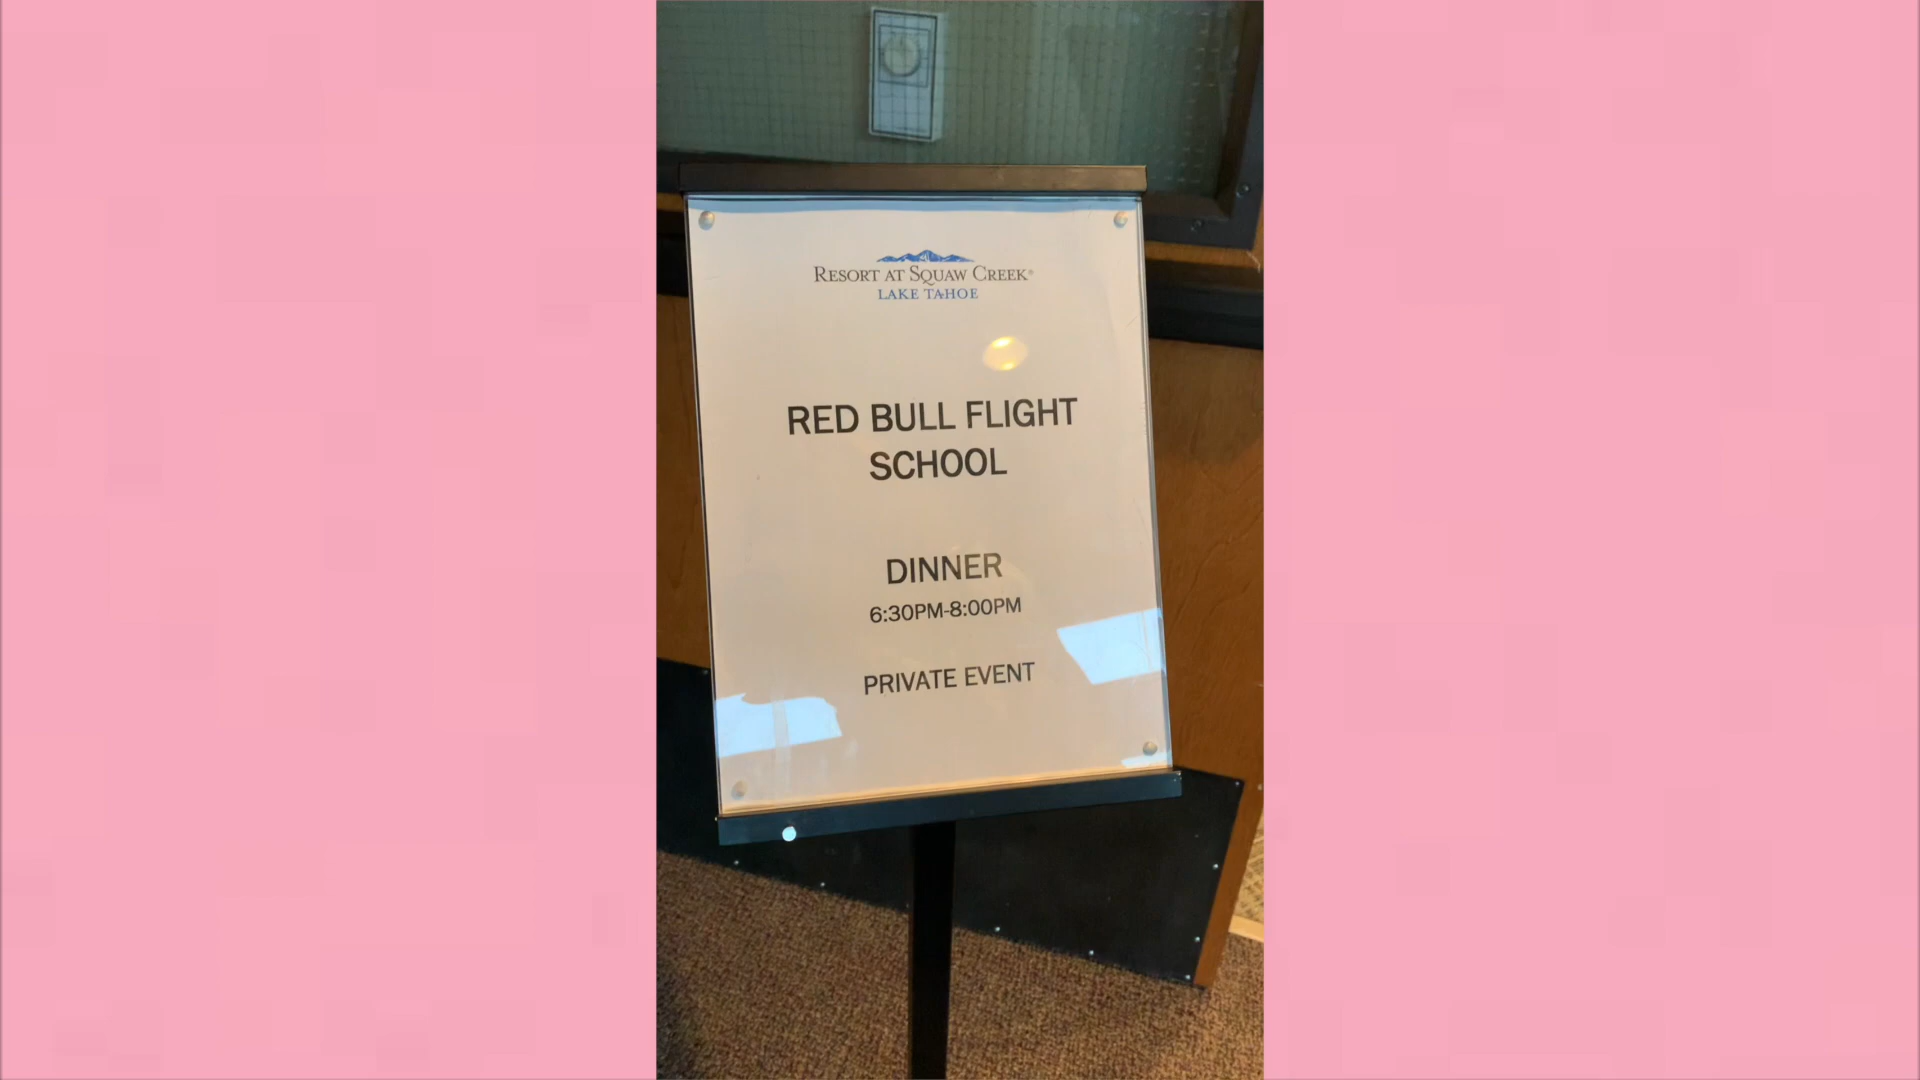 RESORT AT SQUAW CREEK®
LAKE TAHOE
RED BULL FLIGHT
SCHOOL
DINNER
6:30PM-8:00PM
PRIVATE EVENT